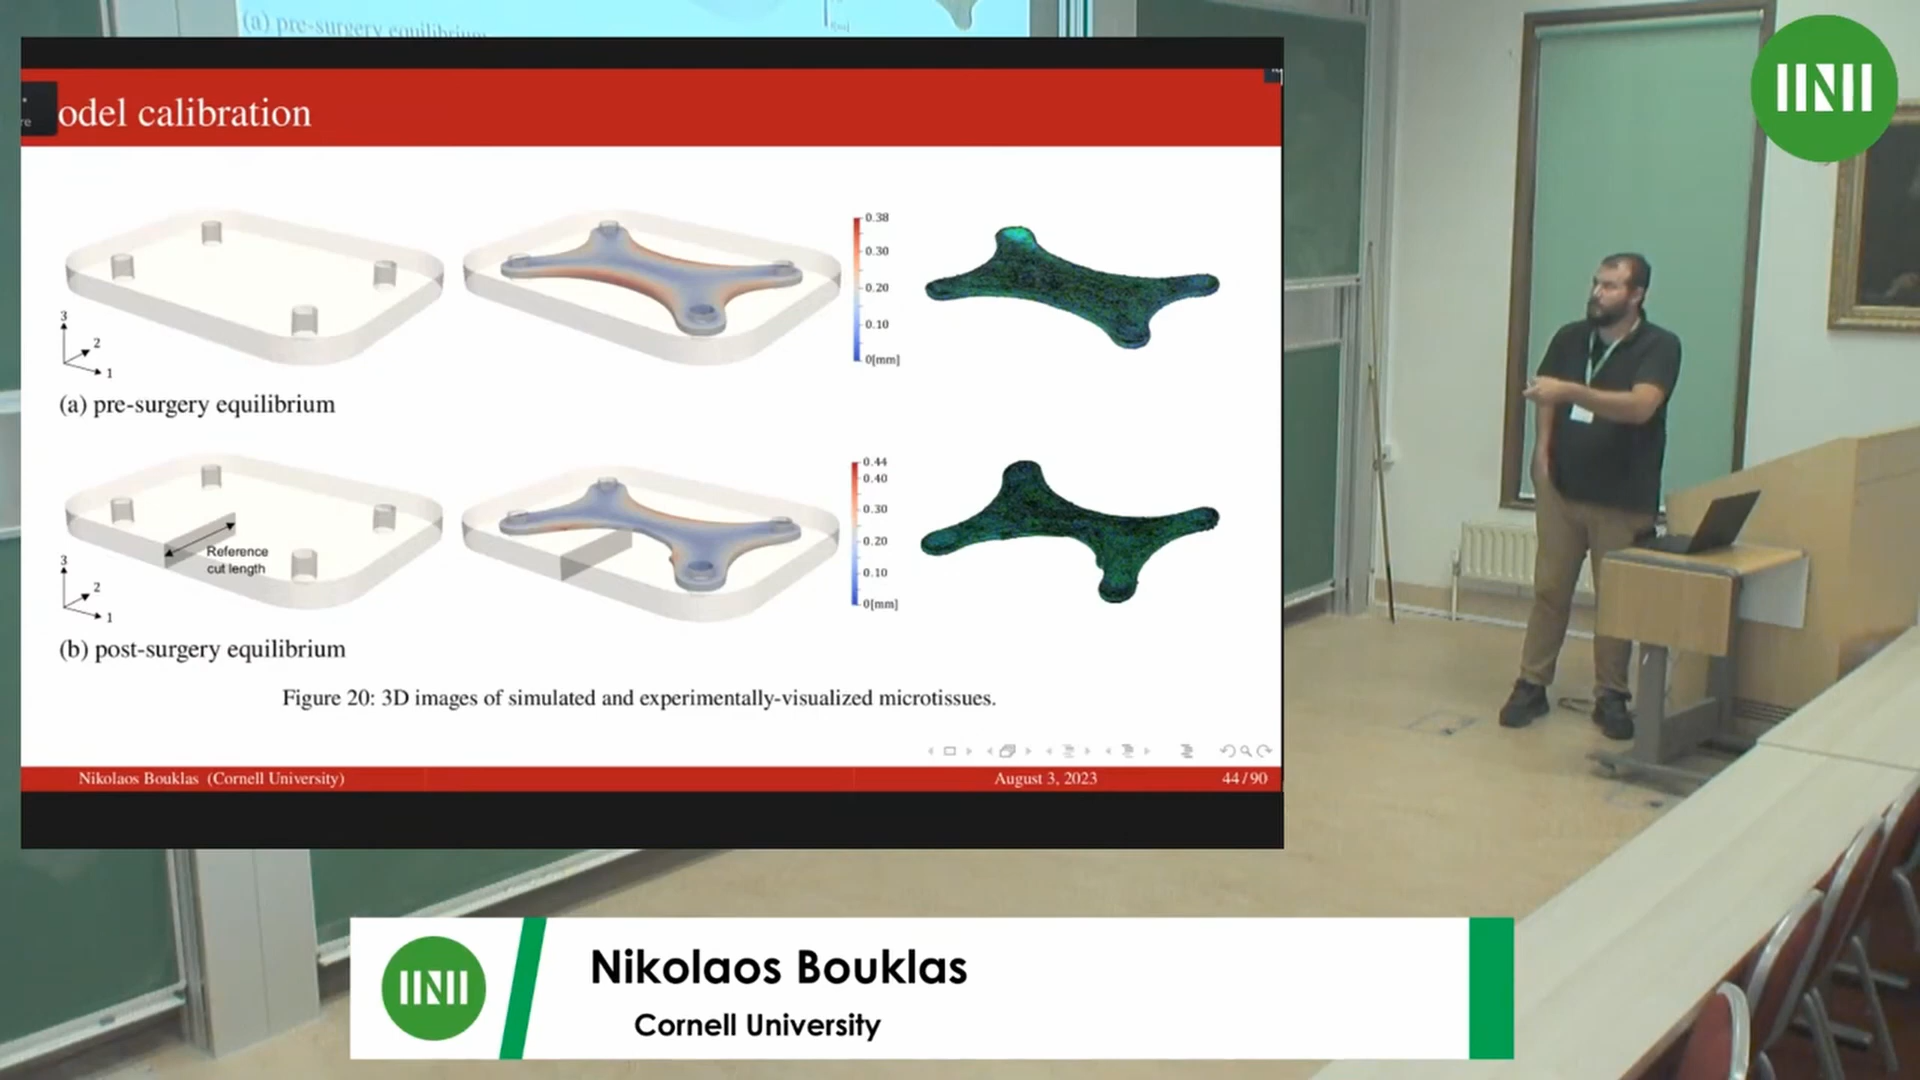 (a) pre-surgery equilibrium
odel calibration
0.38
0.30
0.20
0.10
0[mm]
3
2
1
(a) pre-surgery equilibrium
0.44
0.40
0.30
0.20
0.10
0[mm]
Reference
cut length
3
2
1
(b) post-surgery equilibrium
Figure 20: 3D images of simulated and experimentally-visualized microtissues.
Nikolaos Bouklas (Cornell University)
August 3, 2023
44 / 90
Nikolaos Bouklas
Cornell University